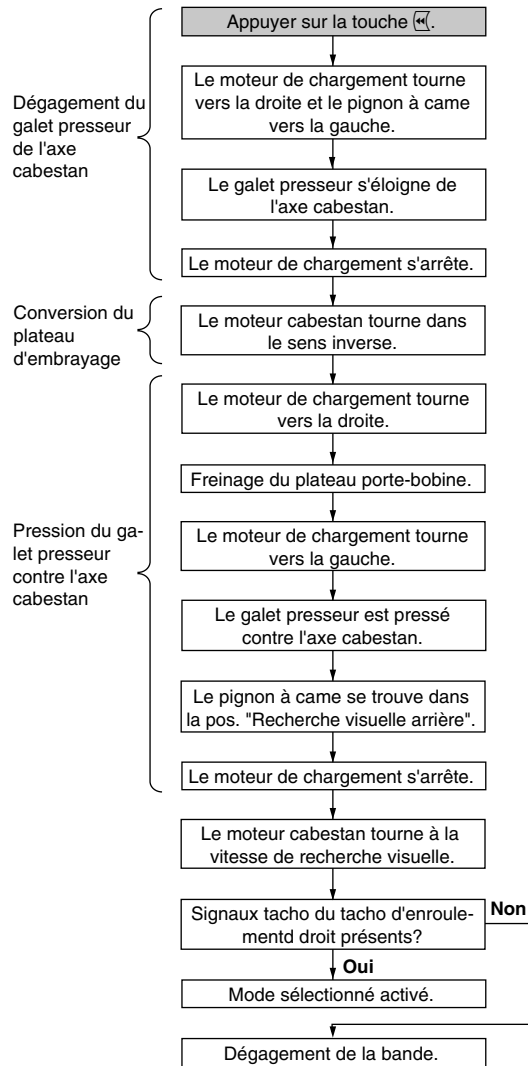 Appuyer sur la touche .
Dégagement du
galet presseur
de l'axe
cabestan
Le moteur de chargement tourne
vers la droite et le pignon à came
vers la gauche.
Le galet presseur s'éloigne de
l'axe cabestan.
Le moteur de chargement s'arrête.
Conversion du
plateau
d'embrayage
Le moteur cabestan tourne dans
le sens inverse.
Le moteur de chargement tourne
vers la droite.
Freinage du plateau porte-bobine.
Pression du ga-
let presseur
contre l'axe
cabestan
Le moteur de chargement tourne
vers la gauche.
Le galet presseur est pressé
contre l'axe cabestan.
Le pignon à came se trouve dans
la pos. "Recherche visuelle arrière".
Le moteur de chargement s'arrête.
Le moteur cabestan tourne à la
vitesse de recherche visuelle.
Signaux tacho du tacho d'enroule-
mentd droit présents?
Non
Oui
Mode sélectionné activé.
Dégagement de la bande.